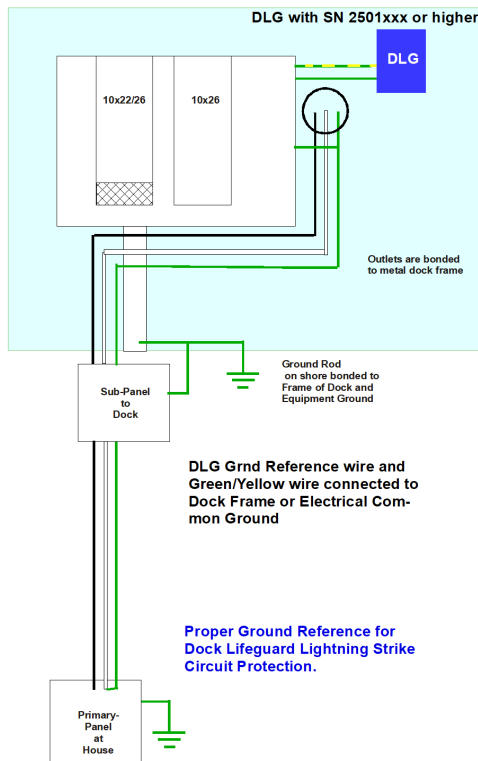 DLG with SN 2501xxx or higher
DLG
10x22/26
10x26
Outlets are bonded
to metal dock frame
Ground Rod
on shore bonded to
Frame of Dock and
Equipment Ground
Sub-Panel
to
Dock
DLG Grnd Reference wire and
Green/Yellow wire connected to
Dock Frame or Electrical Com-
mon Ground
Proper Ground Reference for
Dock Lifeguard Lightning Strike
Circuit Protection.
Primary-
Panel
at
House